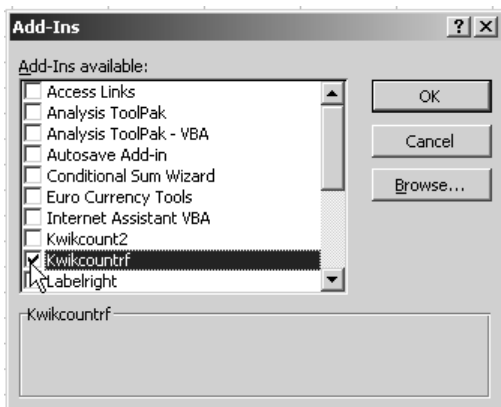 Add-Ins
Add-Ins available:
Access Links
Analysis ToolPak
Analysis ToolPak - VBA
Autosave Add-in
Conditional Sum Wizard
Euro Currency Tools
Internet Assistant VBA
Kwikcount2
Kwikcountrf
Labelright
OK
Cancel
Browse...
Kwikcountrf